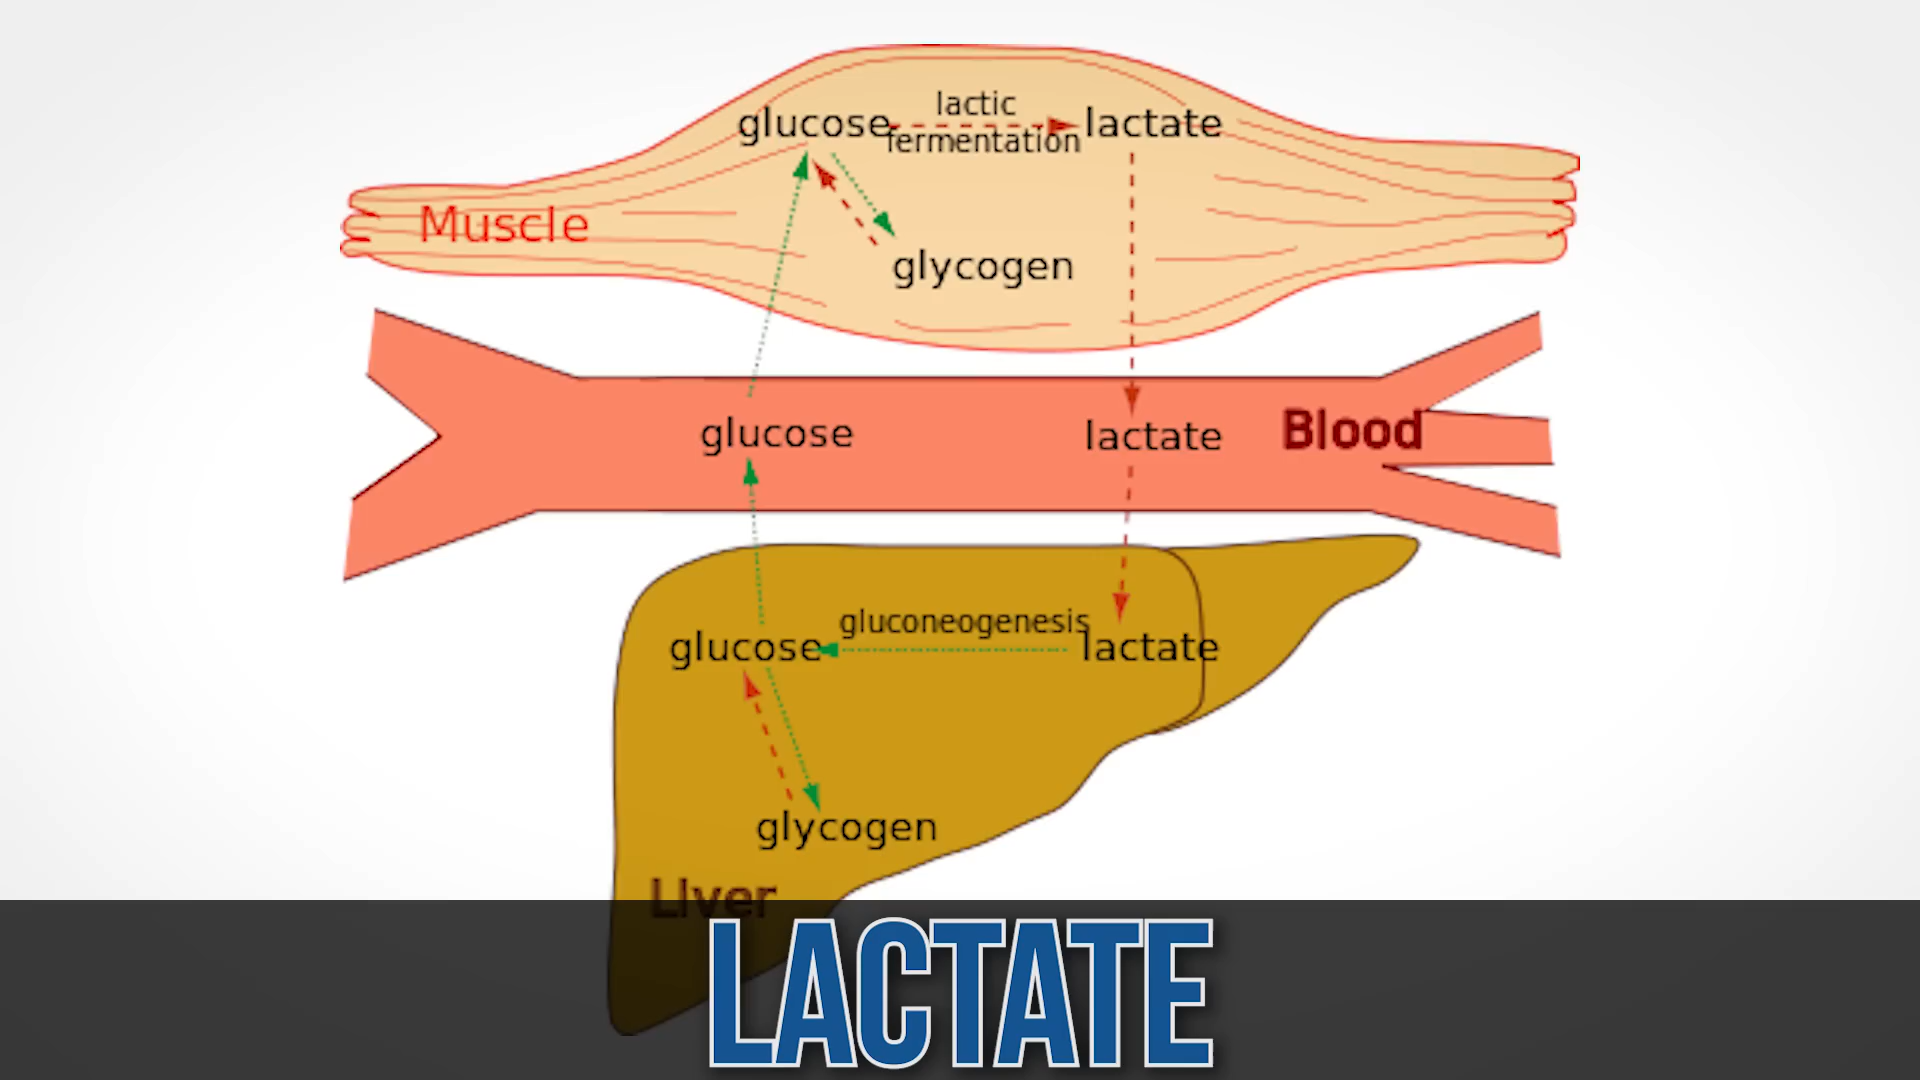 lactic
glucose lactate
fermentation
Muscle
glycogen
glucose lactate Blood
gluconeogenesis
glucose lactate
glycogen
Liver
LACTATE